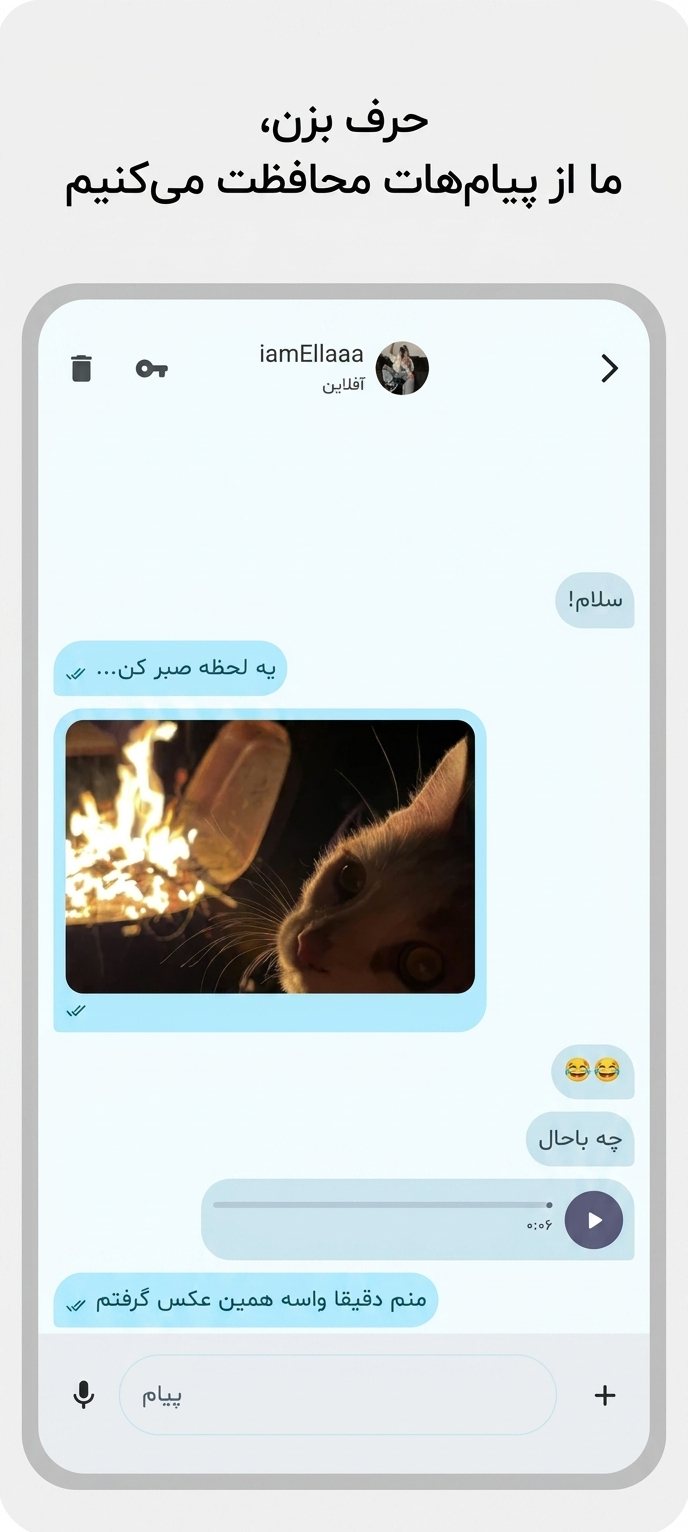 حرف بزن،
ما از پیام‌هات محافظت می‌کنیم
iamEllaaa
آفلاین
سلام!
یه لحظه صبر کن...
😂😂
چه باحال
۰:۰۶
منم دقیقا واسه همین عکس گرفتم
پیام